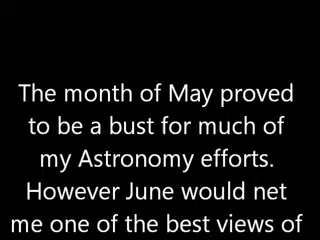 The month of May proved
to be a bust for much of
my Astronomy efforts.
However June would net
me one of the best views of